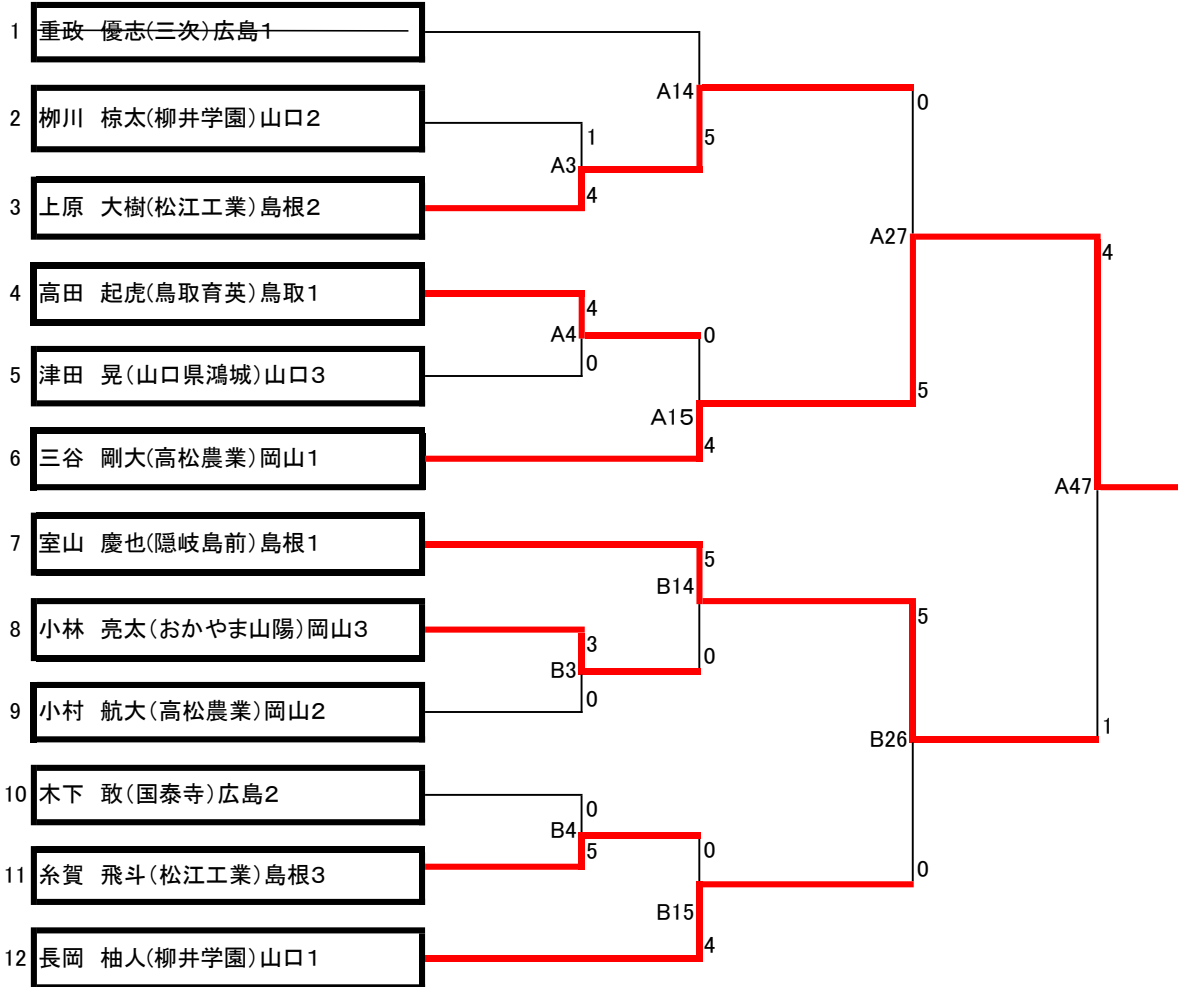 1 重政 優志(三次)広島1
A14
0
2 栁川 椋太(柳井学園)山口2
1
5
A3
4
3 上原 大樹(松江工業)島根2
A27
4
4 高田 起虎(鳥取育英)鳥取1
4
A4
0
0
5 津田 晃(山口県鴻城)山口3
5
A15
4
6 三谷 剛大(高松農業)岡山1
A47
7 室山 慶也(隠岐島前)島根1
5
B14
5
8 小林 亮太(おかやま山陽)岡山3
3
0
B3
0
9 小村 航大(高松農業)岡山2
1
B26
10 木下 敢(国泰寺)広島2
0
B4
5
0
11 糸賀 飛斗(松江工業)島根3
0
B15
4
12 長岡 柚人(柳井学園)山口1